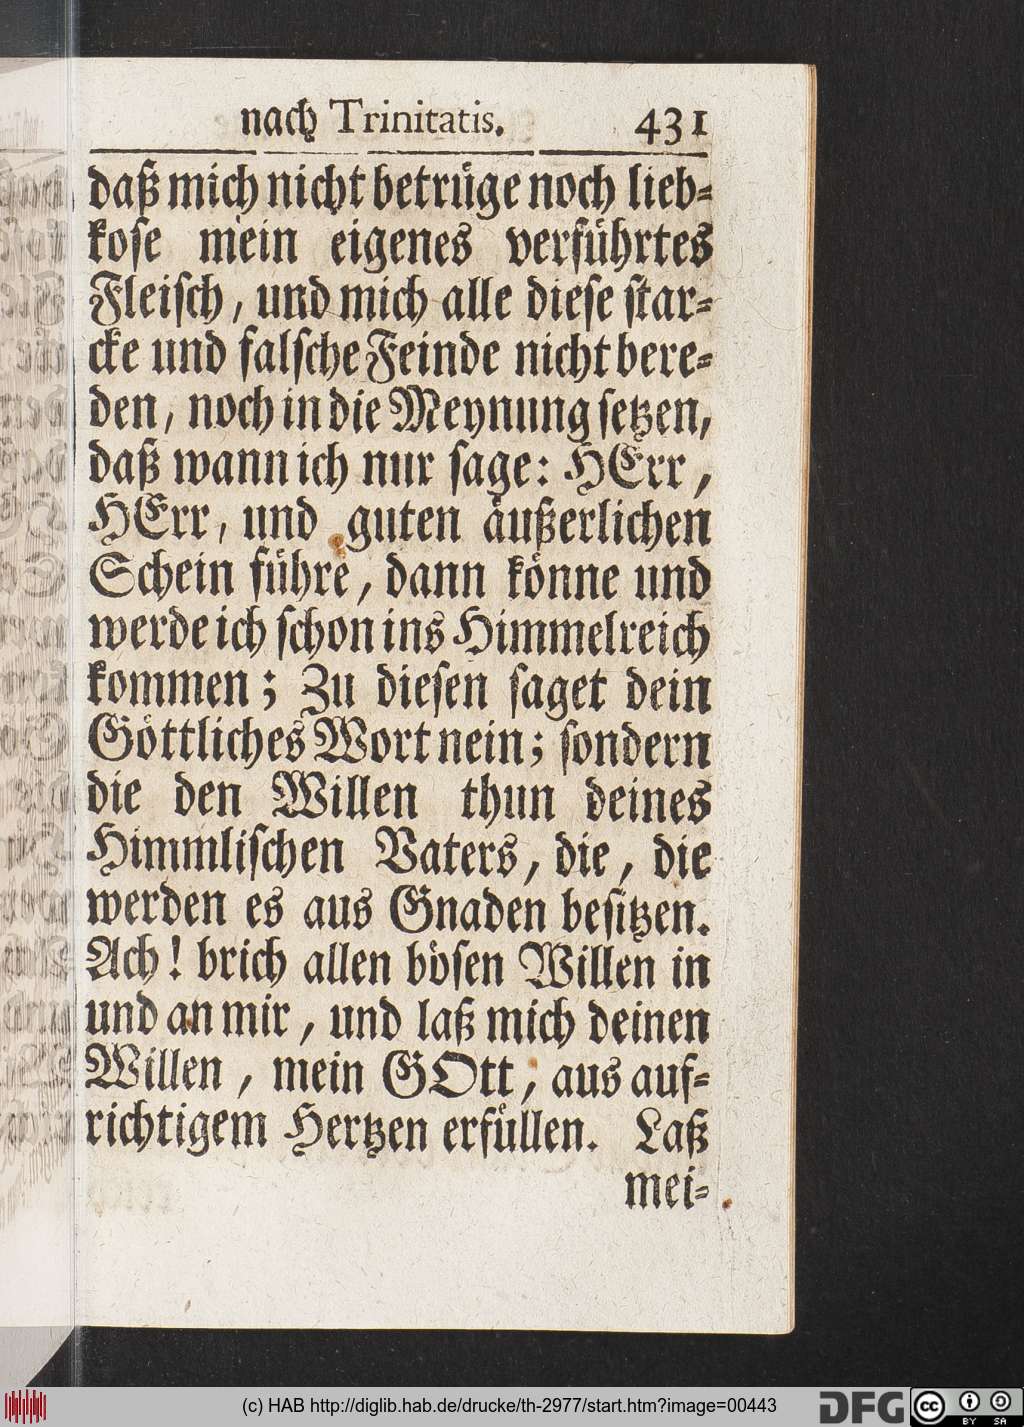 nach Trinitatis. 431
daß mich nicht betrüge noch lieb⸗
kose mein eigenes verführtes
Fleisch, und mich alle diese star⸗
cke und falsche Feinde nicht bere⸗
den, noch in die Meynung setzen,
daß wann ich nur sage: HErr,
HErr, und guten äußerlichen
Schein führe, dann könne und
werde ich schon ins Himmelreich
kommen; Zu diesen saget dein
Göttliches Wort nein; sondern
die den Willen thun deines
Himmlischen Vaters, die, die
werden es aus Gnaden besitzen.
Ach! brich allen bösen Willen in
und an mir, und laß mich deinen
Willen, mein GOtt, aus auf⸗
richtigem Hertzen erfüllen. Laß
mei⸗
(c) HAB http://diglib.hab.de/drucke/th-2977/start.htm?image=00443
DFG
cc BY SA